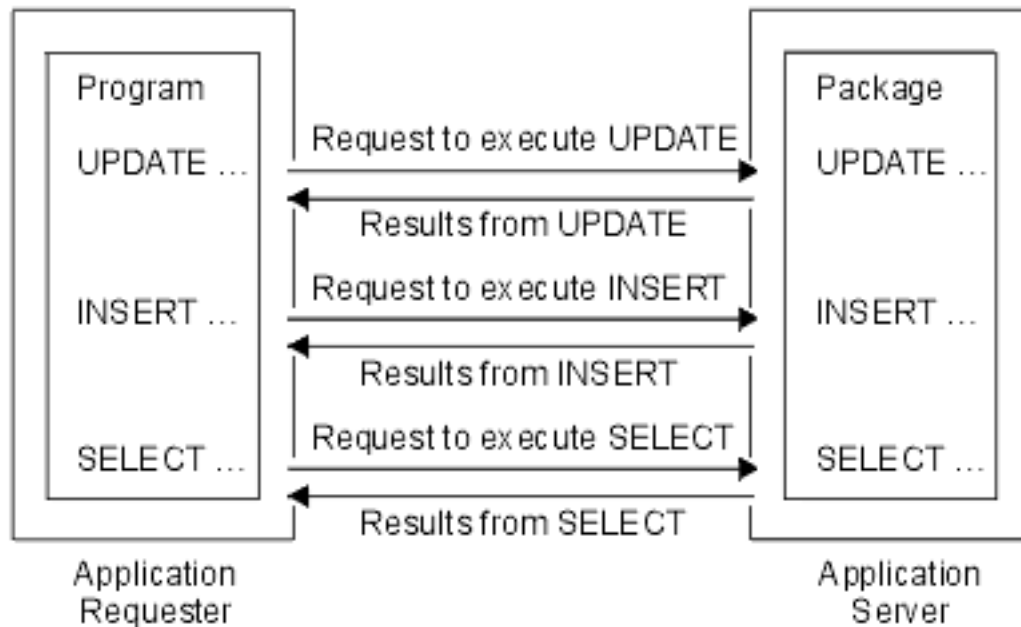 Program
Package
Request to execute UPDATE
UPDATE ...
UPDATE ...
Results from UPDATE
Request to execute INSERT
INSERT ...
INSERT ...
Results from INSERT
Request to execute SELECT
SELECT ...
SELECT ...
Results from SELECT
Application
Requester
Application
Server